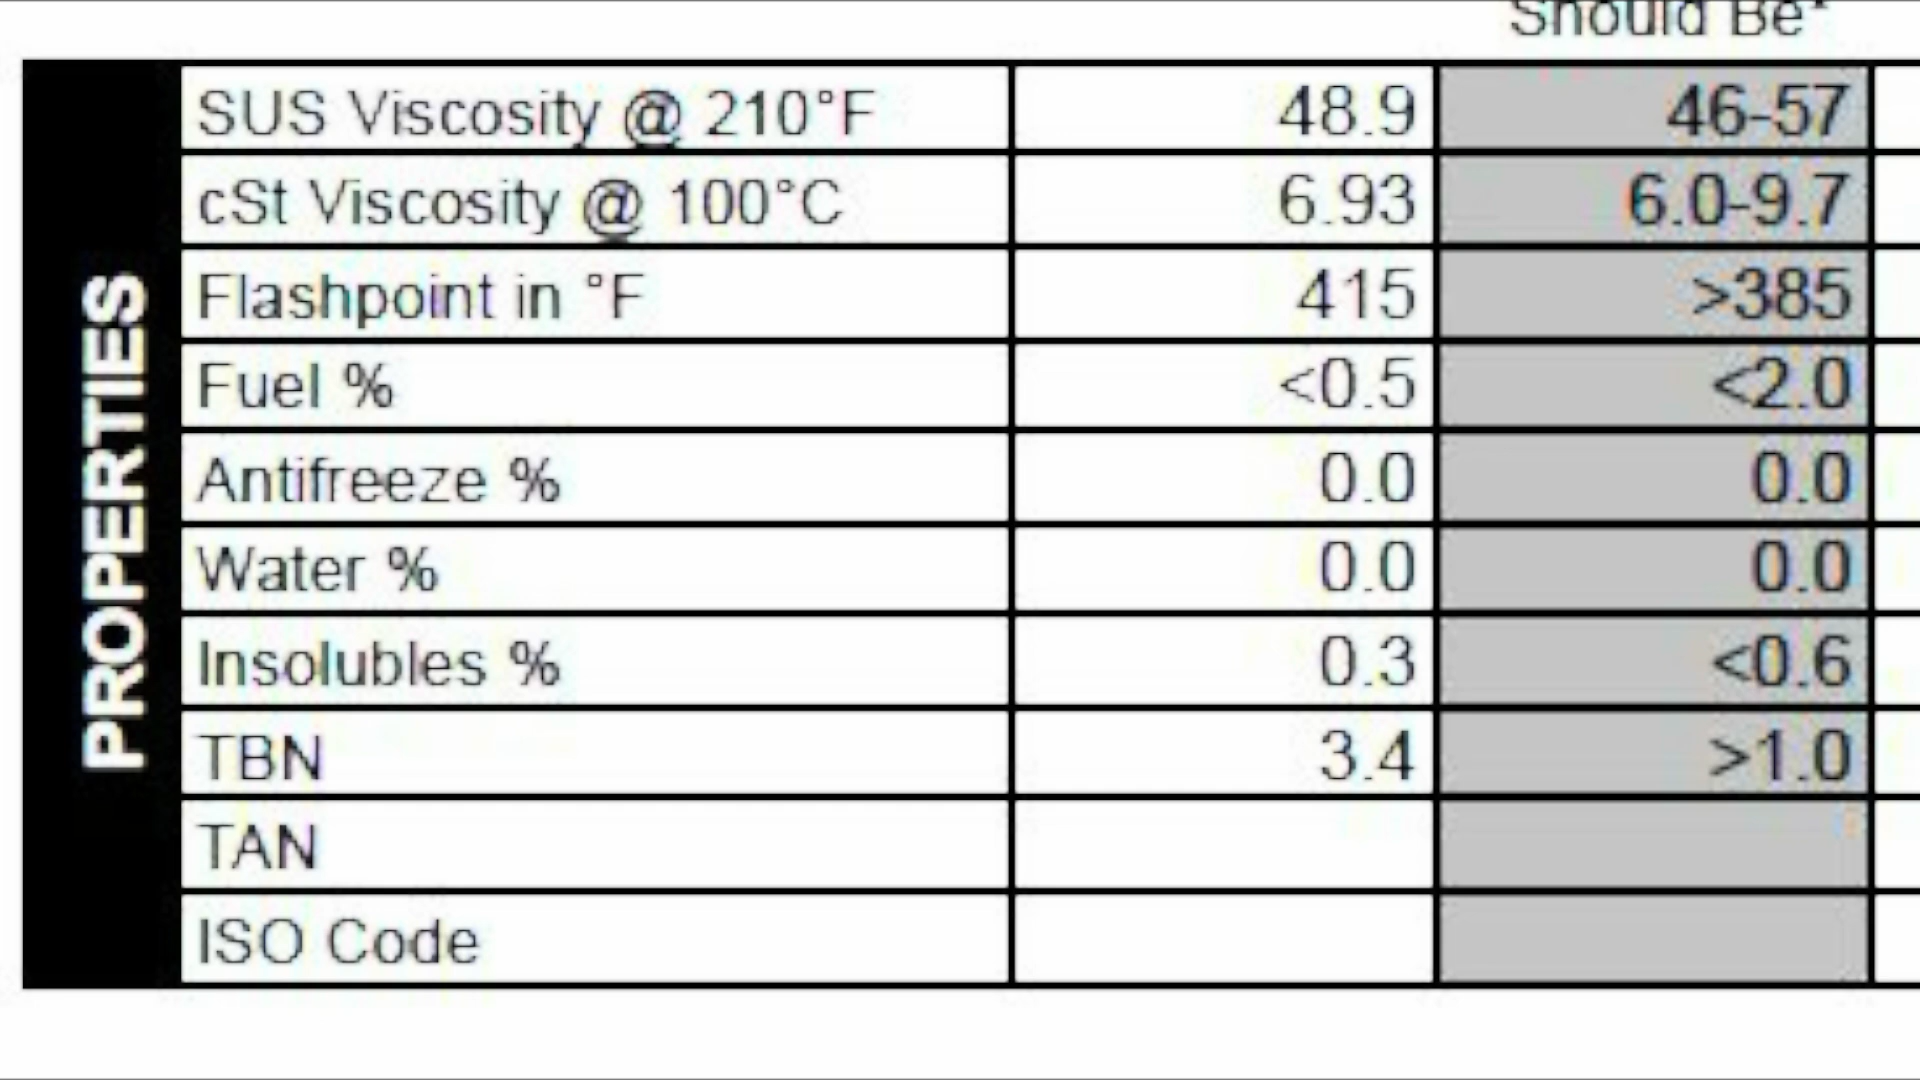 Should Be*
SUS Viscosity @ 210°F 48.9 46-57
cSt Viscosity @ 100°C 6.93 6.0-9.7
Flashpoint in °F 415 >385
Fuel % <0.5 <2.0
Antifreeze % 0.0 0.0
Water % 0.0 0.0
Insolubles % 0.3 <0.6
TBN 3.4 >1.0
TAN
ISO Code
PROPERTIES